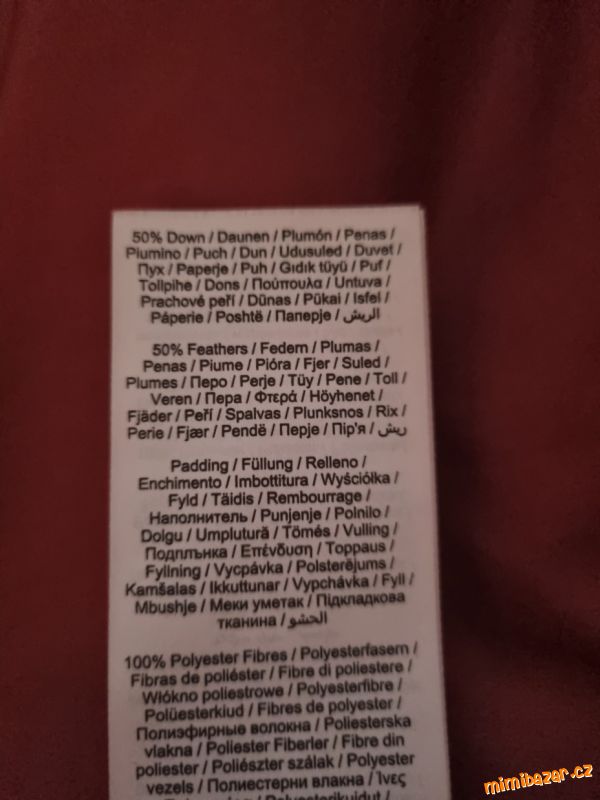 50% Down / Daunen / Plumón / Penas /
Piumino / Puch / Dun / Udusuled / Duvet /
Пух / Paperje / Puh / Gıdık tüyü / Puf /
Tollpihe / Dons / Πούπουλα / Untuva /
Prachové peří / Dūnas / Pūkai / Isfel /
Páperie / Poshtë / Паперје / الريش
50% Feathers / Federn / Plumas /
Penas / Piume / Pióra / Fjer / Suled /
Plumes / Перо / Perje / Tüy / Pene / Toll /
Veren / Пера / Φτερά / Höyhenet /
Fjäder / Peří / Spalvas / Plunksnos / Rix /
Perie / Fjær / Pendë / Перје / Пір'я / ريش
Padding / Füllung / Relleno /
Enchimento / Imbottitura / Wyściółka /
Fyld / Täidis / Rembourrage /
Наполнитель / Punjenje / Polnilo /
Dolgu / Umplutură / Tömés / Vulling /
Подплънка / Επένδυση / Toppaus /
Fyllning / Vycpávka / Polsterējums /
Kamšalas / Ikkuttunar / Vypchávka / Fyll /
Mbushje / Меки уметак / Підкладкова
тканина / الحشو
100% Polyester Fibres / Polyesterfasern /
Fibras de poliéster / Fibre di poliestere /
Włókno poliestrowe / Polyesterfibre /
Polüesterkiud / Fibres de polyester /
Полиэфирные волокна / Poliesterska
vlakna / Poliester Fiberler / Fibre din
poliester / Poliészter szálak / Polyester
vezels / Полиестерни влакна / Ίνες
mimibazar.cz